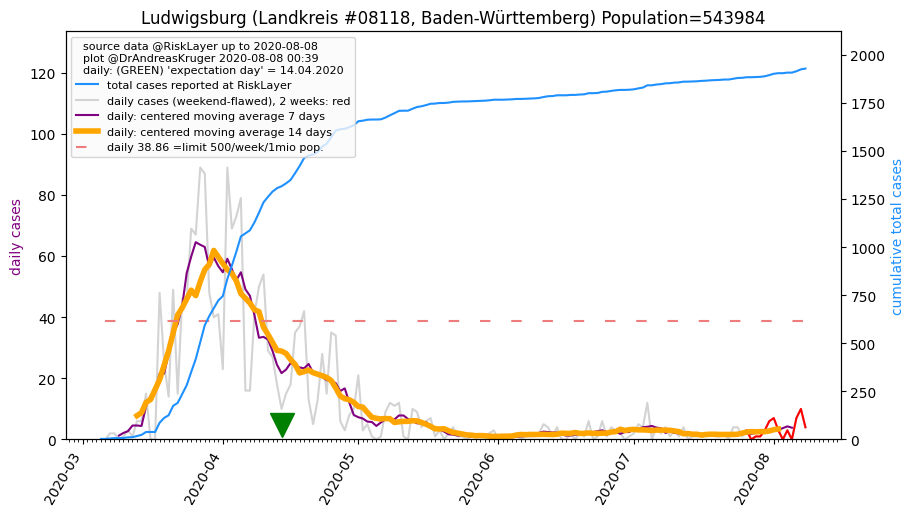 Ludwigsburg (Landkreis #08118, Baden-Württemberg) Population=543984
source data @RiskLayer up to 2020-08-08
plot @DrAndreasKruger 2020-08-08 00:39
daily: (GREEN) 'expectation day' = 14.04.2020
total cases reported at RiskLayer
daily cases (weekend-flawed), 2 weeks: red
daily: centered moving average 7 days
daily: centered moving average 14 days
daily 38.86 =limit 500/week/1mio pop.
daily cases
120
100
80
60
40
20
0
2000
1750
1500
1250
1000
750
500
250
0
cumulative total cases
2020-03
2020-04
2020-05
2020-06
2020-07
2020-08